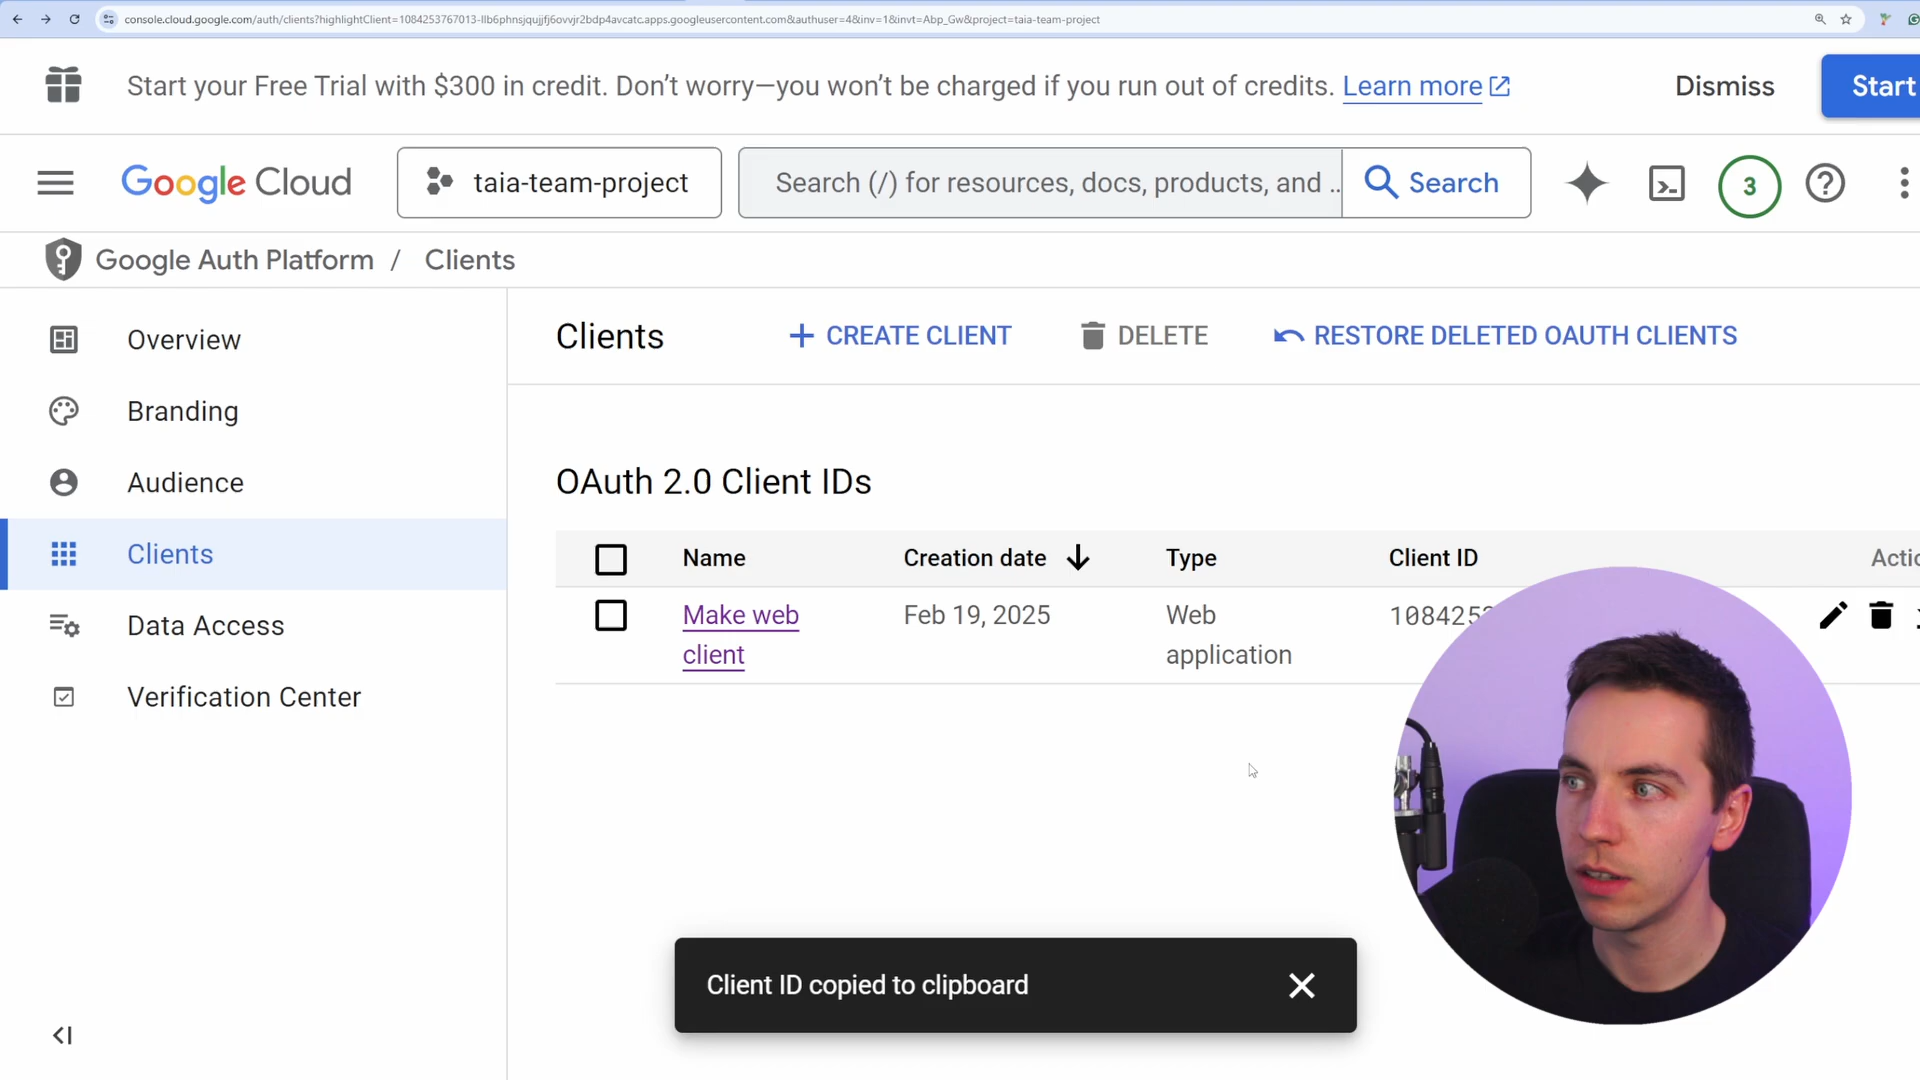 console.cloud.google.com/auth/clients?highlightClient=1084253767013-llb6phnsjqujjfj6ovvjr2bdp4avcatc.apps.googleusercontent.com&authuser=4&inv=1&invt=Abp_Gw&project=taia-team-project
Start your Free Trial with $300 in credit. Don’t worry—you won’t be charged if you run out of credits. Learn more
Dismiss
Start
Google Cloud
taia-team-project
Search (/) for resources, docs, products, and ..
Search
3
Google Auth Platform / Clients
Overview
Branding
Audience
Clients
Data Access
Verification Center
Clients
CREATE CLIENT
DELETE
RESTORE DELETED OAUTH CLIENTS
OAuth 2.0 Client IDs
Name Creation date Type Client ID Actio
Make web client
Feb 19, 2025
Web application
108425
Client ID copied to clipboard